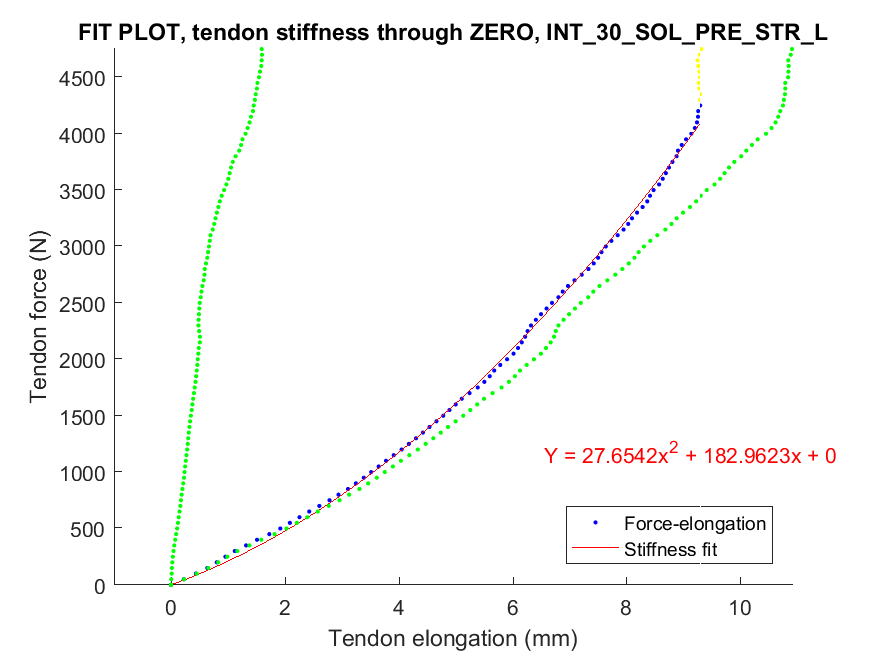 FIT PLOT, tendon stiffness through ZERO, INT_30_SOL_PRE_STR_L
4500
4000
3500
3000
2500
2000
1500
1000
500
0
Tendon force (N)
Y = 27.6542x² + 182.9623x + 0
Force-elongation
Stiffness fit
0 2 4 6 8 10
Tendon elongation (mm)